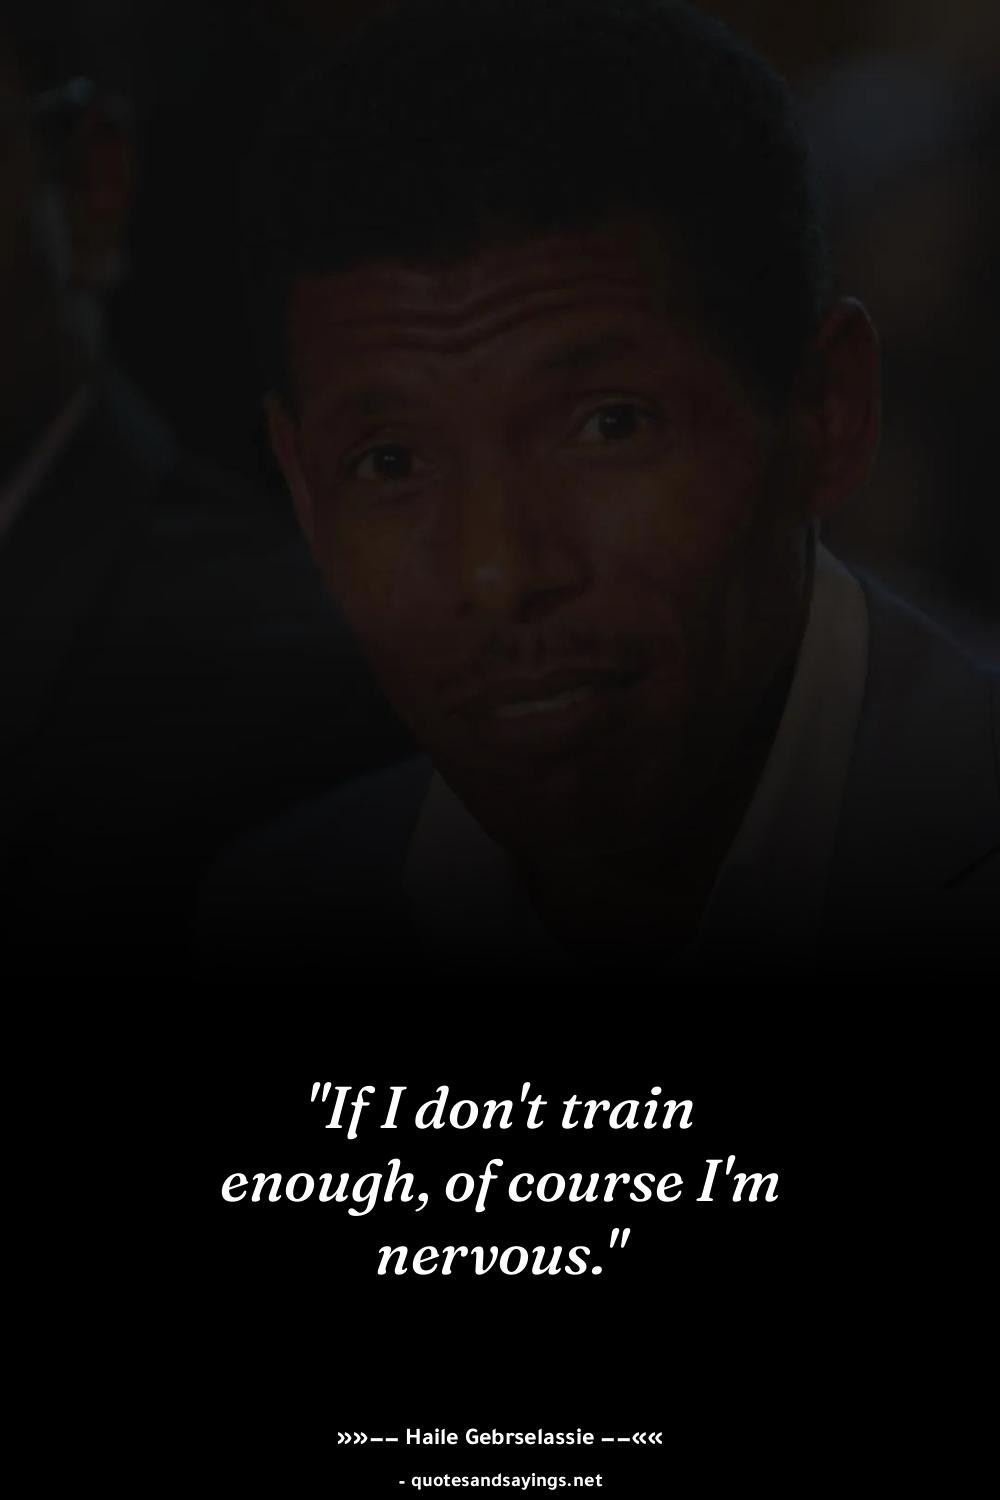 "If I don't train
enough, of course I'm
nervous."
»»−− Haile Gebrselassie −−««
- quotesandsayings.net